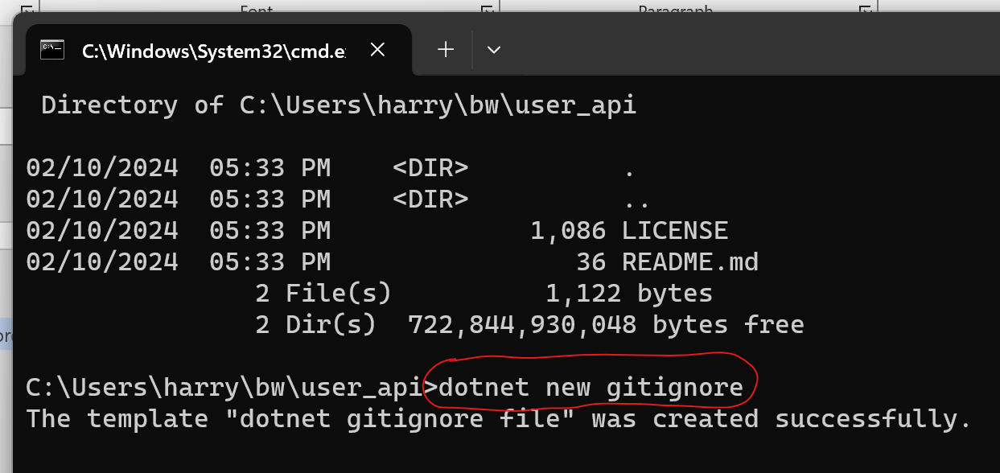 Font
Paragraph
C:\Windows\System32\cmd.e
Directory of C:\Users\harry\bw\user_api
02/10/2024  05:33 PM    <DIR>          .
02/10/2024  05:33 PM    <DIR>          ..
02/10/2024  05:33 PM             1,086 LICENSE
02/10/2024  05:33 PM                36 README.md
2 File(s)          1,122 bytes
2 Dir(s)  722,844,930,048 bytes free
C:\Users\harry\bw\user_api>dotnet new gitignore
The template "dotnet gitignore file" was created successfully.